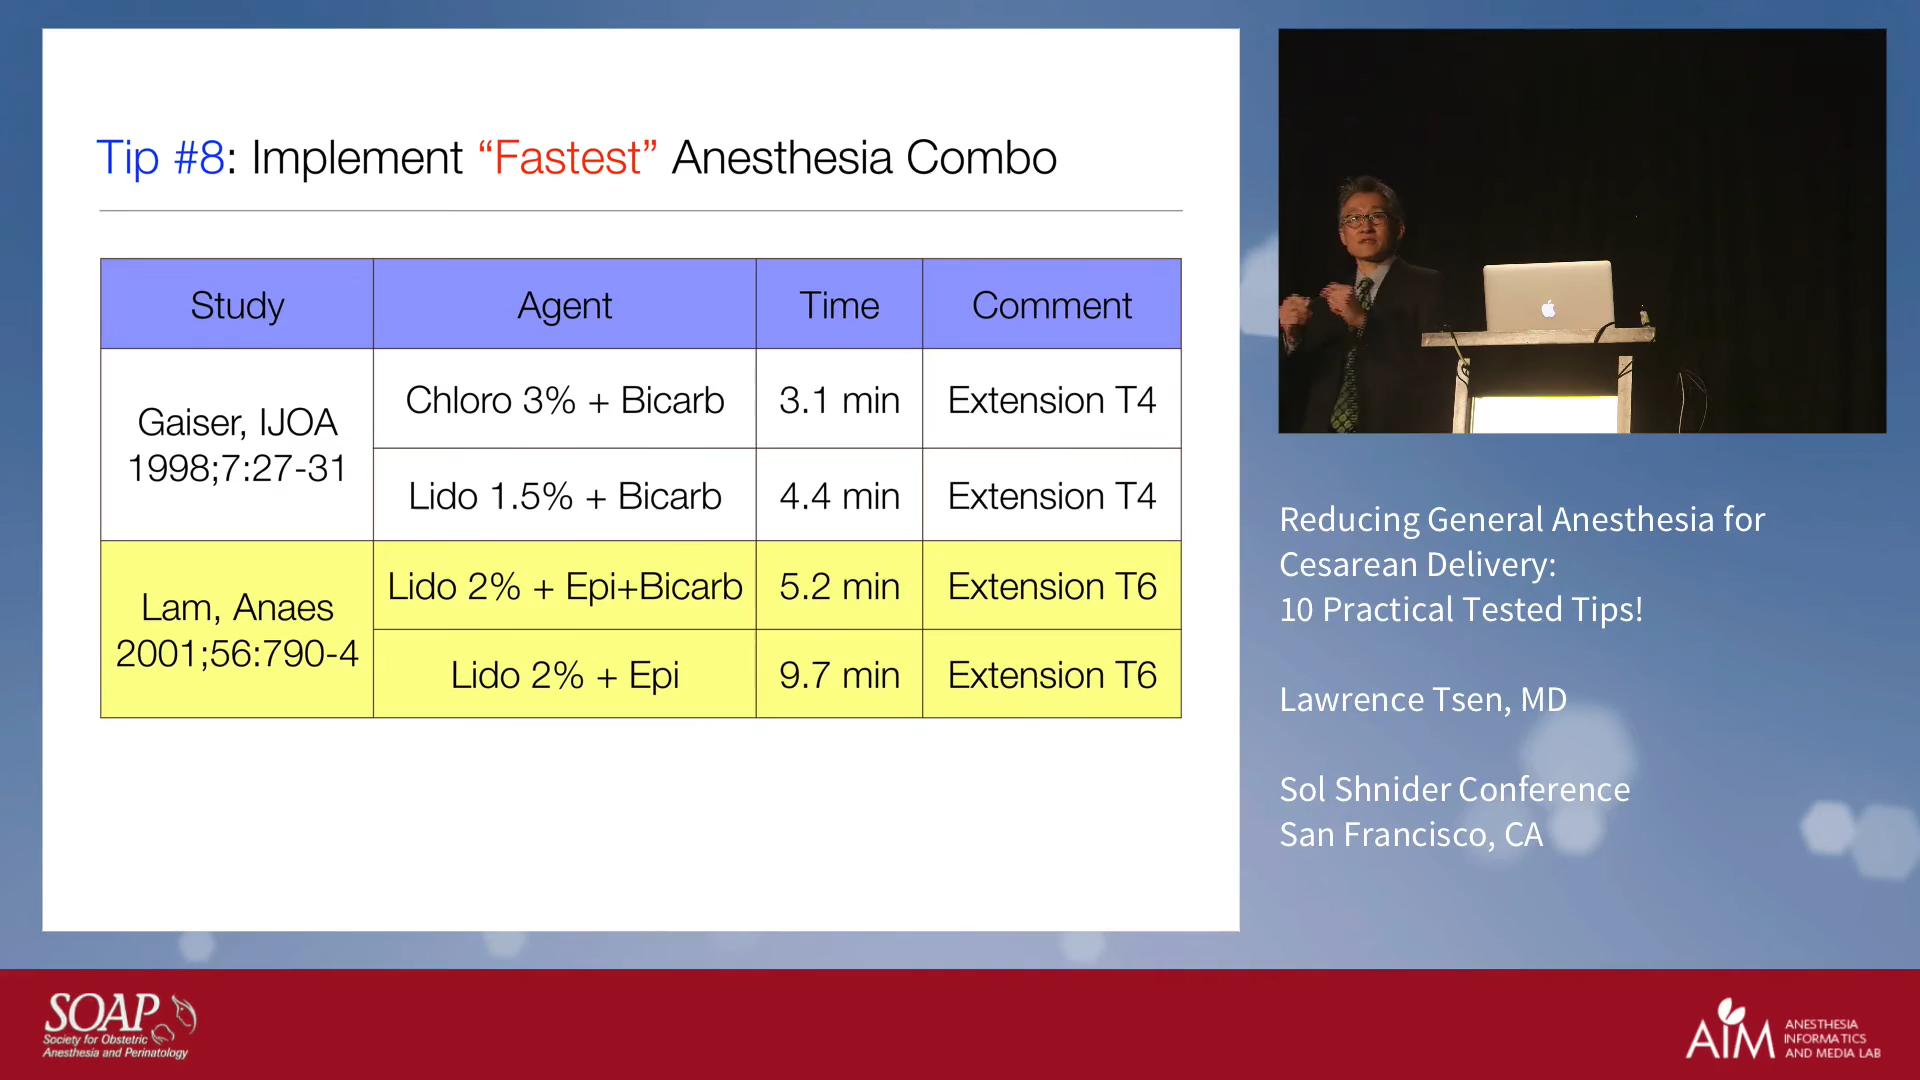 Tip #8: Implement “Fastest” Anesthesia Combo
Study Agent Time Comment
Gaiser, IJOA
1998;7:27-31
Chloro 3% + Bicarb 3.1 min Extension T4
Lido 1.5% + Bicarb 4.4 min Extension T4
Lam, Anaes
2001;56:790-4
Lido 2% + Epi+Bicarb 5.2 min Extension T6
Lido 2% + Epi 9.7 min Extension T6
Reducing General Anesthesia for
Cesarean Delivery:
10 Practical Tested Tips!
Lawrence Tsen, MD
Sol Shnider Conference
San Francisco, CA
SOAP
Society for Obstetric
Anesthesia and Perinatology
AIM
ANESTHESIA
INFORMATICS
AND MEDIA LAB